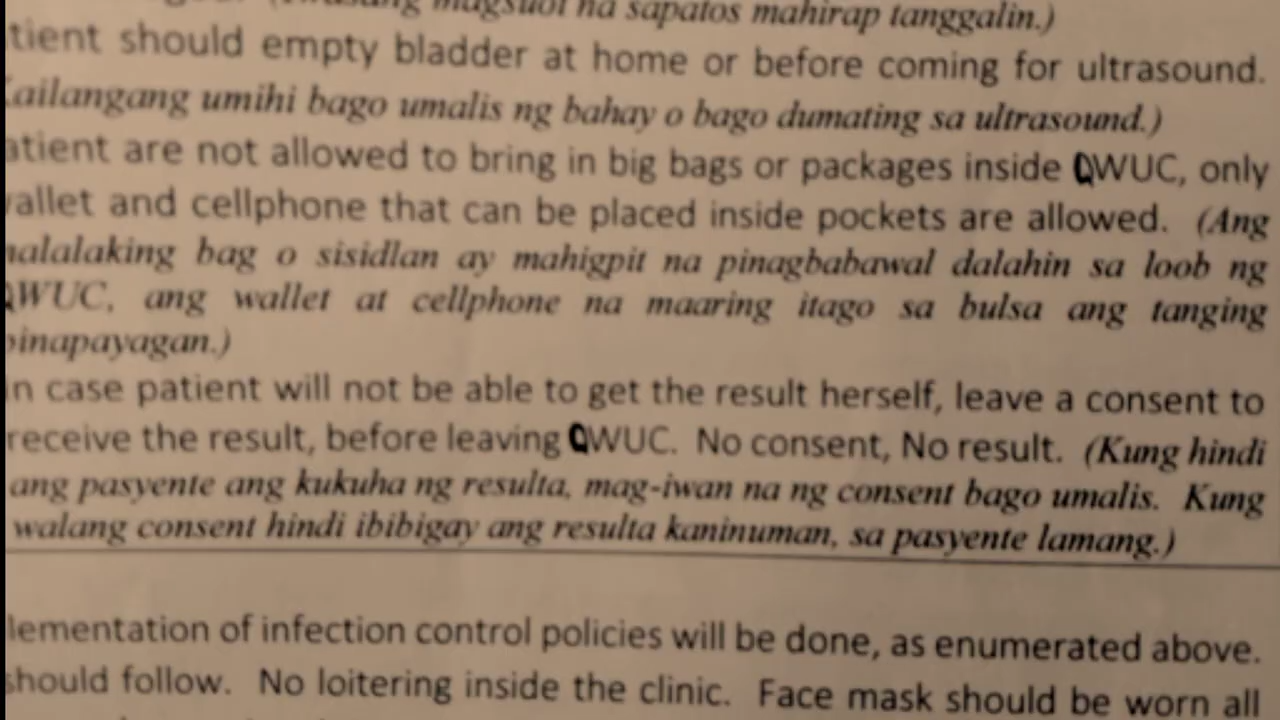 magsuot na sapatos mahirap tanggalin.)
tient should empty bladder at home or before coming for ultrasound.
ailangang umihi bago umalis ng bahay o bago dumating sa ultrasound.)
atient are not allowed to bring in big bags or packages inside QWUC, only
allet and cellphone that can be placed inside pockets are allowed. (Ang
alalaking bag o sisidlan ay mahigpit na pinagbabawal dalahin sa loob ng
QWUC, ang wallet at cellphone na maaring itago sa bulsa ang tanging
pinapayagan.)
in case patient will not be able to get the result herself, leave a consent to
receive the result, before leaving QWUC. No consent, No result. (Kung hindi
ang pasyente ang kukuha ng resulta, mag-iwan na ng consent bago umalis. Kung
walang consent hindi ibibigay ang resulta kaninuman, sa pasyente lamang.)
lementation of infection control policies will be done, as enumerated above.
should follow. No loitering inside the clinic. Face mask should be worn all